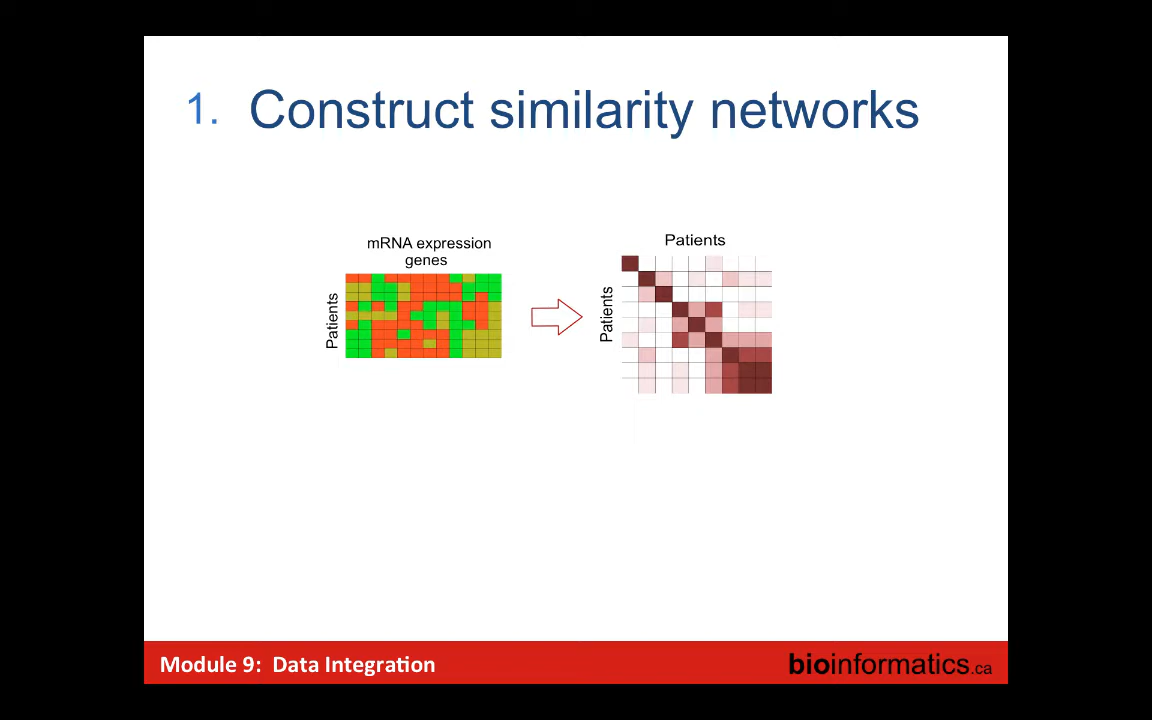 1. Construct similarity networks
mRNA expression
genes
Patients
Patients
Patients
Module 9: Data Integration
bioinformatics.ca